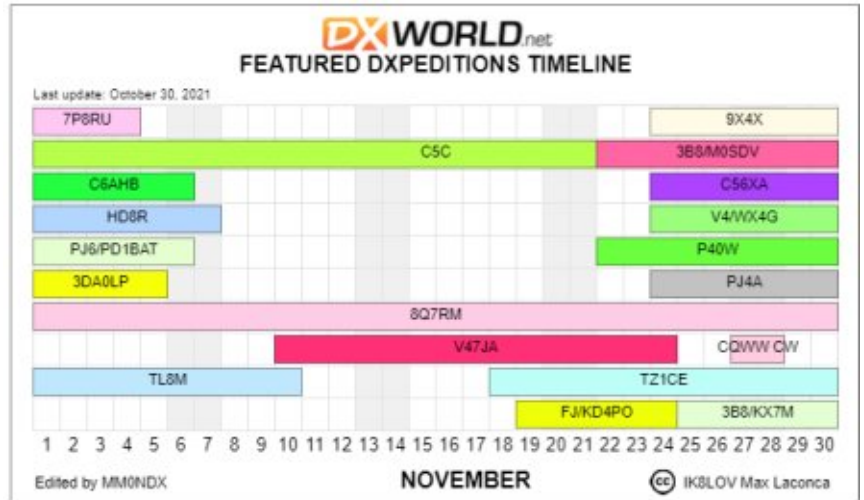 DX WORLD.net
FEATURED DXPEDITIONS TIMELINE
Last update: October 30, 2021
7P8RU 9X4X
C5C 3B8/M0SDV
C6AHB C56XA
HD8R V4/WX4G
PJ6/PD1BAT P40W
3DA0LP PJ4A
8Q7RM
V47JA CQWW CW
TL8M TZ1CE
FJ/KD4PO 3B8/KX7M
1 2 3 4 5 6 7 8 9 10 11 12 13 14 15 16 17 18 19 20 21 22 23 24 25 26 27 28 29 30
Edited by MM0NDX NOVEMBER cc IK8LOV Max Laconca